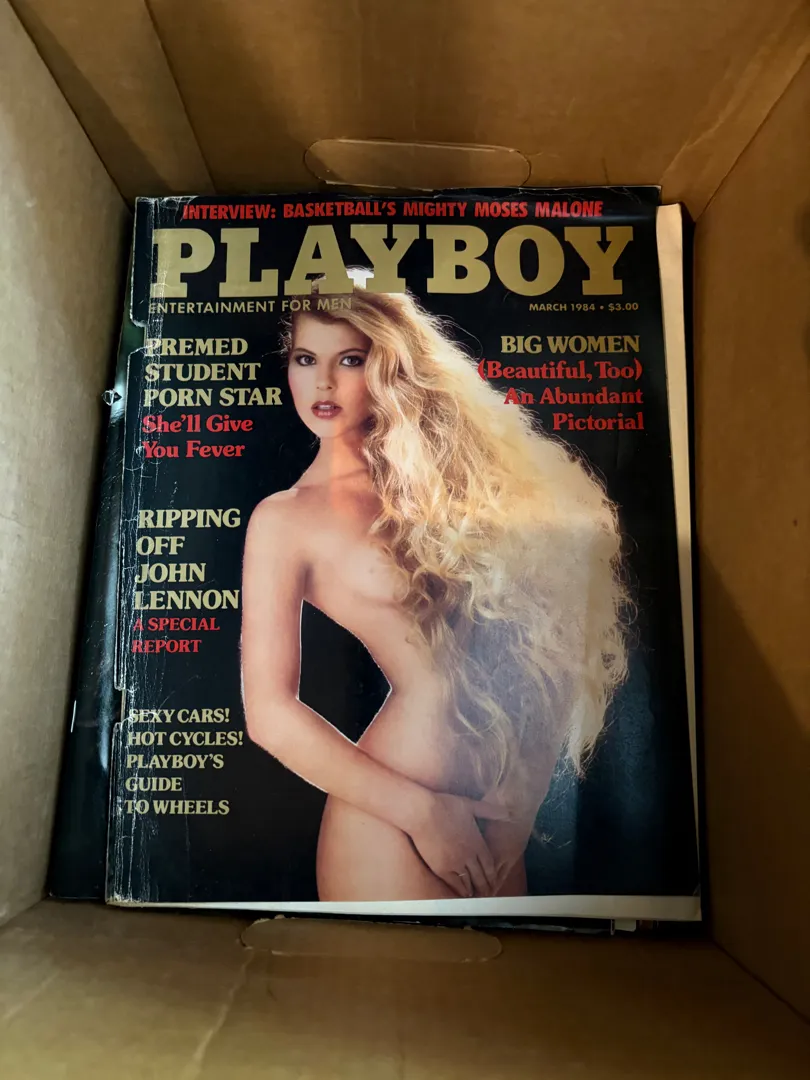 INTERVIEW: BASKETBALL'S MIGHTY MOSES MALONE
PLAYBOY
ENTERTAINMENT FOR MEN
MARCH 1984 • $3.00
PREMED
STUDENT
PORN STAR
She'll Give
You Fever
BIG WOMEN
(Beautiful, Too)
An Abundant
Pictorial
RIPPING
OFF
JOHN
LENNON
A SPECIAL
REPORT
SEXY CARS!
HOT CYCLES!
PLAYBOY'S
GUIDE
TO WHEELS